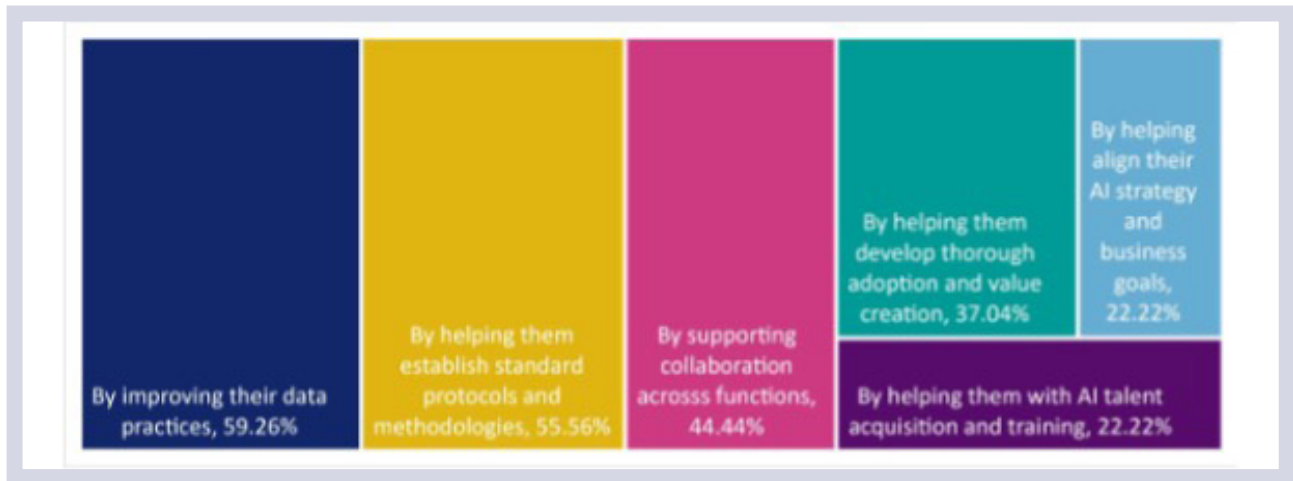 By improving their data
practices, 59.26%
By helping them
establish standard
protocols and
methodologies, 55.56%
By supporting
collaboration
acrosss functions,
44.44%
By helping them
develop thorough
adoption and value
creation, 37.04%
By helping
align their
AI strategy
and
business
goals,
22.22%
By helping them with AI talent
acquisition and training, 22.22%